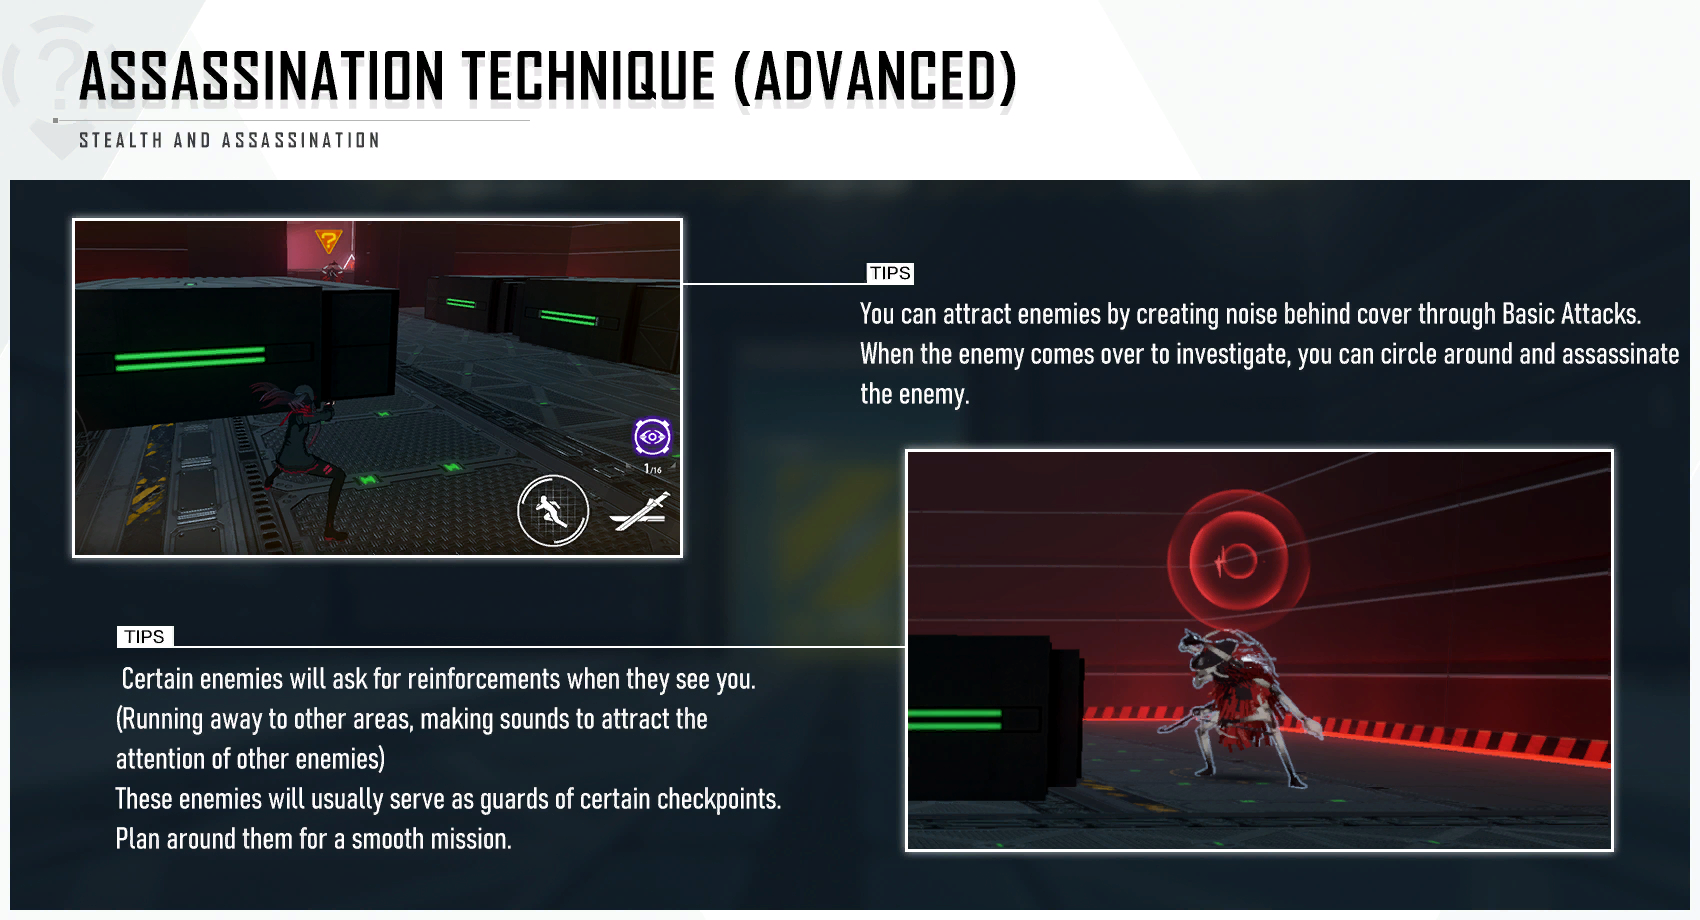 ASSASSINATION TECHNIQUE (ADVANCED)
STEALTH AND ASSASSINATION
TIPS
You can attract enemies by creating noise behind cover through Basic Attacks.
When the enemy comes over to investigate, you can circle around and assassinate
the enemy.
?
1/16
TIPS
Certain enemies will ask for reinforcements when they see you.
(Running away to other areas, making sounds to attract the
attention of other enemies)
These enemies will usually serve as guards of certain checkpoints.
Plan around them for a smooth mission.